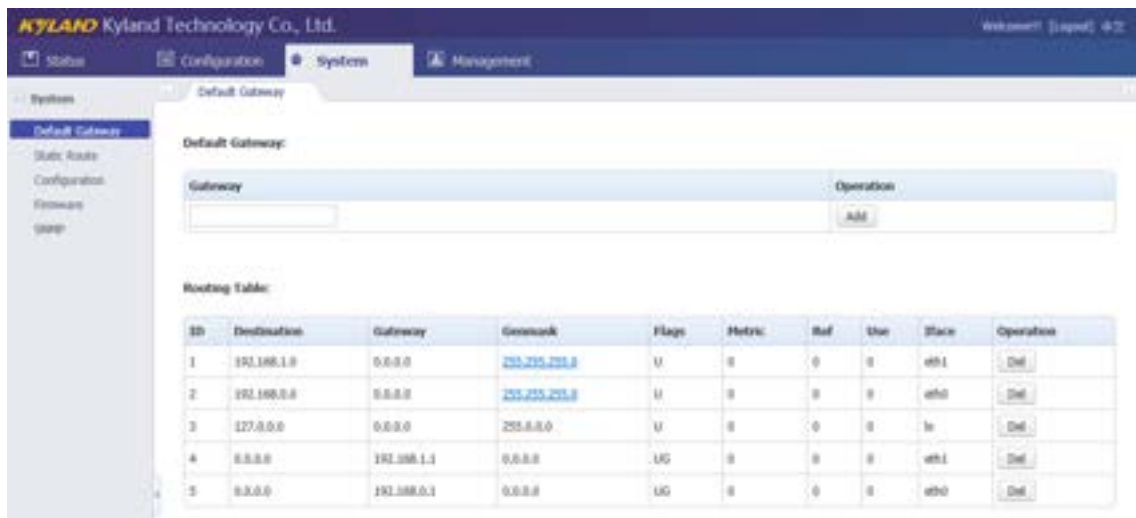 KYLAND Kyland Technology Co., Ltd.
Welcome!! [Logout] 中文
Status Configuration System Management
System
Default Gateway
Default Gateway
Static Route
Configuration
Firmware
SNMP
Default Gateway:
Gateway Operation
Add
Routing Table:
ID Destination Gateway Genmask Flags Metric Ref Use Iface Operation
1 192.168.1.0 0.0.0.0 255.255.255.0 U 0 0 0 eth1 Del
2 192.168.0.0 0.0.0.0 255.255.255.0 U 0 0 0 eth0 Del
3 127.0.0.0 0.0.0.0 255.0.0.0 U 0 0 0 lo Del
4 0.0.0.0 192.168.1.1 0.0.0.0 UG 0 0 0 eth1 Del
5 0.0.0.0 192.168.0.1 0.0.0.0 UG 0 0 0 eth0 Del